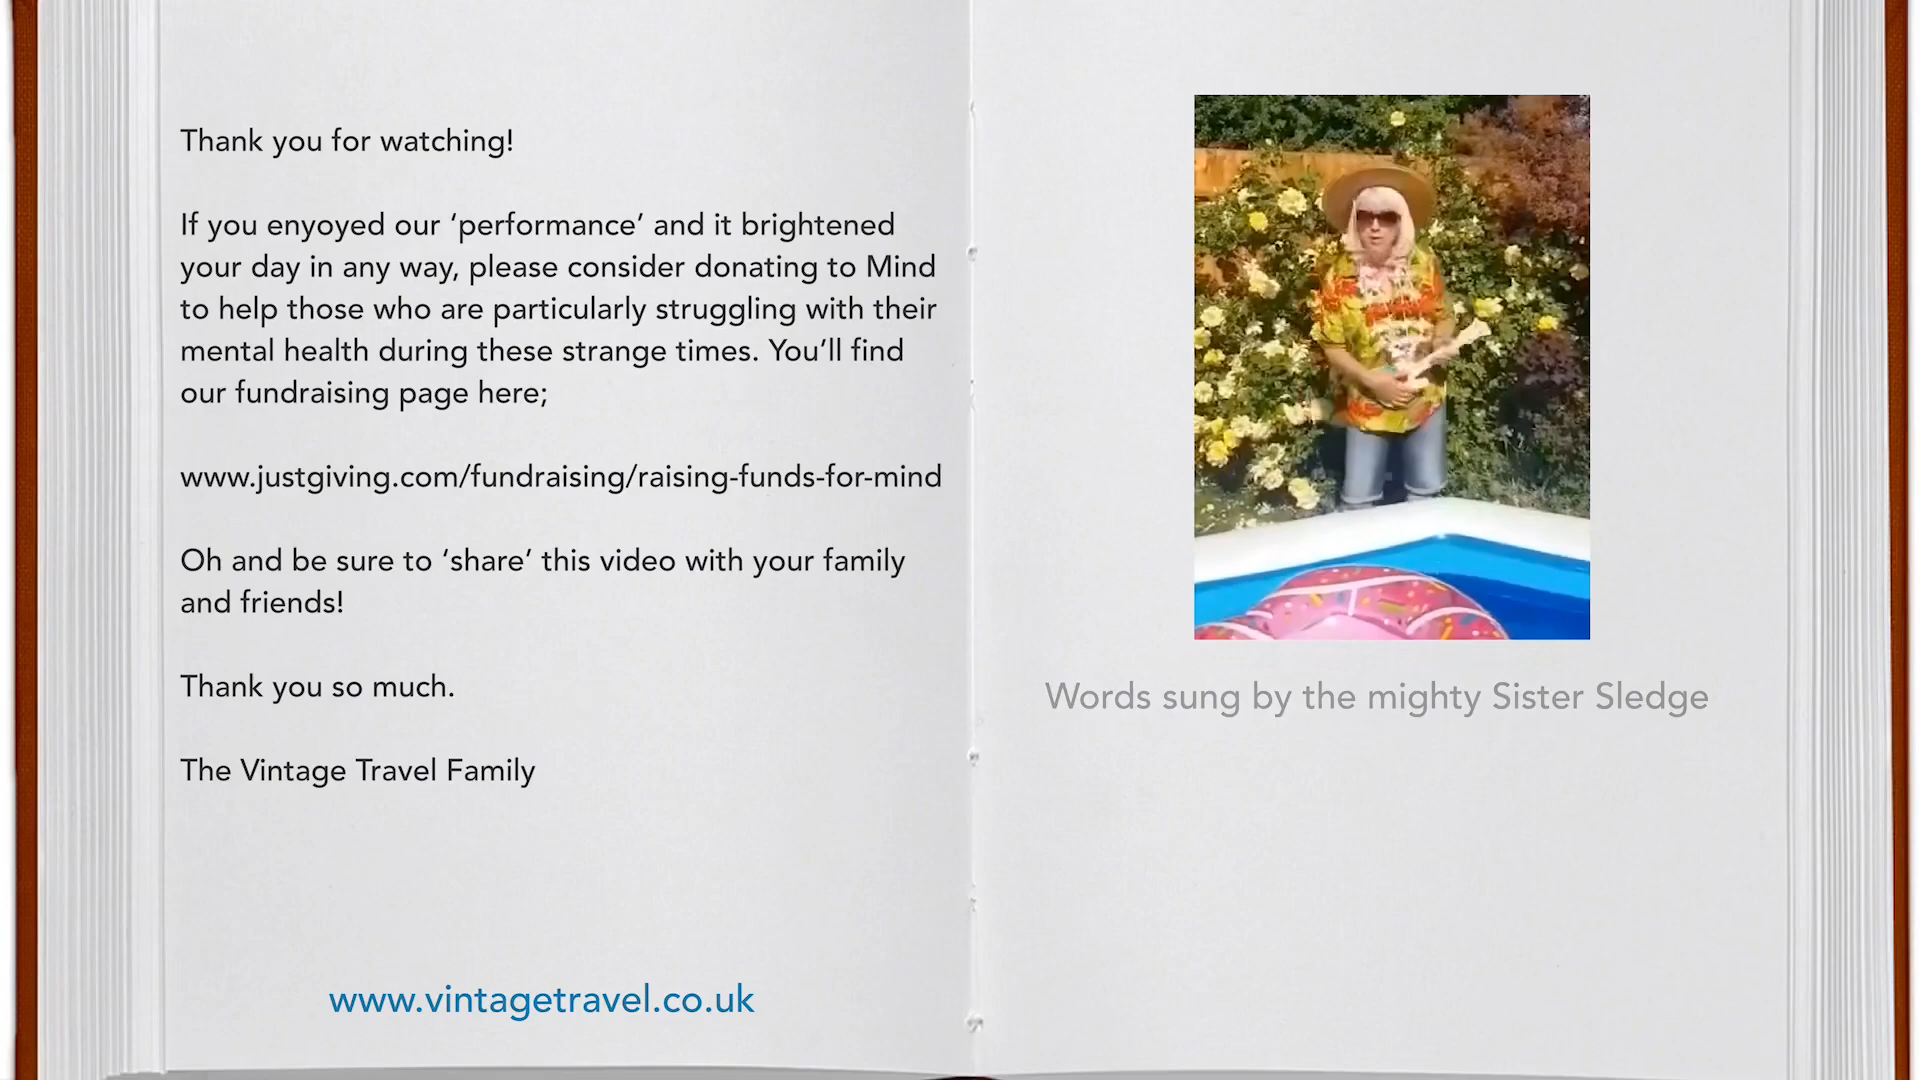 Thank you for watching!
If you enyoyed our ‘performance’ and it brightened
your day in any way, please consider donating to Mind
to help those who are particularly struggling with their
mental health during these strange times. You’ll find
our fundraising page here;
www.justgiving.com/fundraising/raising-funds-for-mind
Oh and be sure to ‘share’ this video with your family
and friends!
Thank you so much.
The Vintage Travel Family
www.vintagetravel.co.uk
Words sung by the mighty Sister Sledge